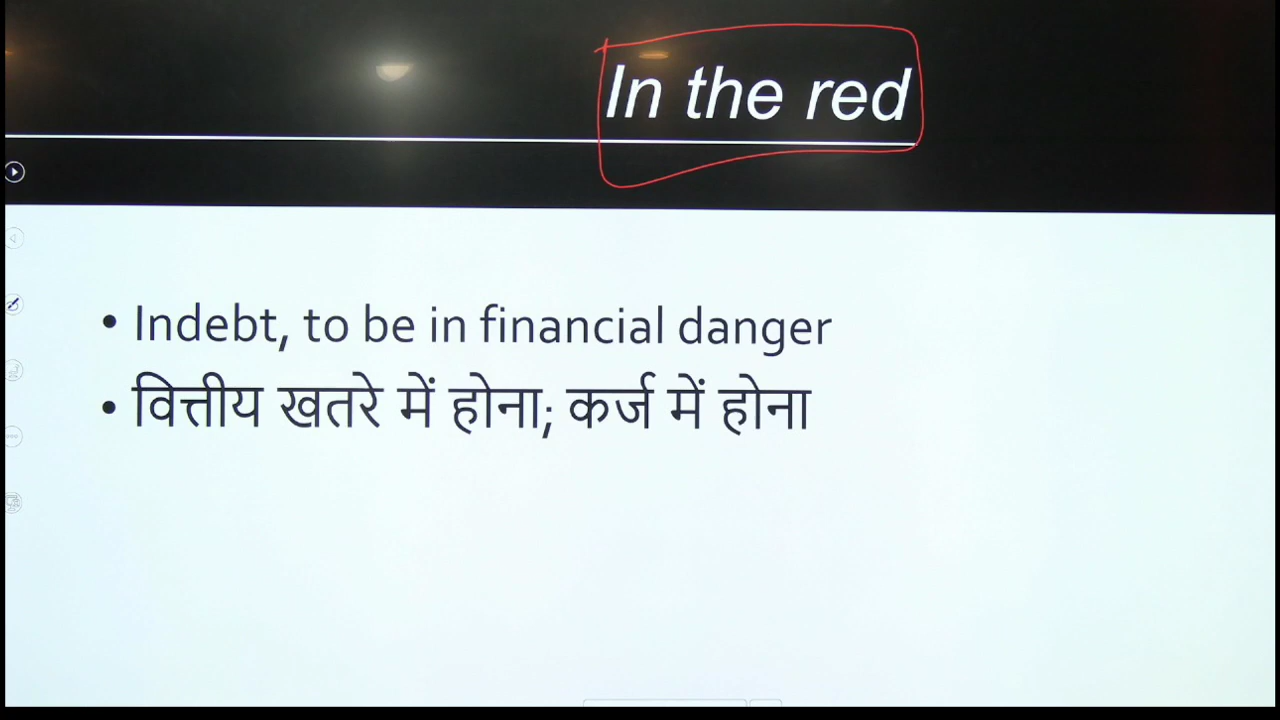 In the red
• Indebt, to be in financial danger
• वित्तीय खतरे में होना; कर्ज में होना